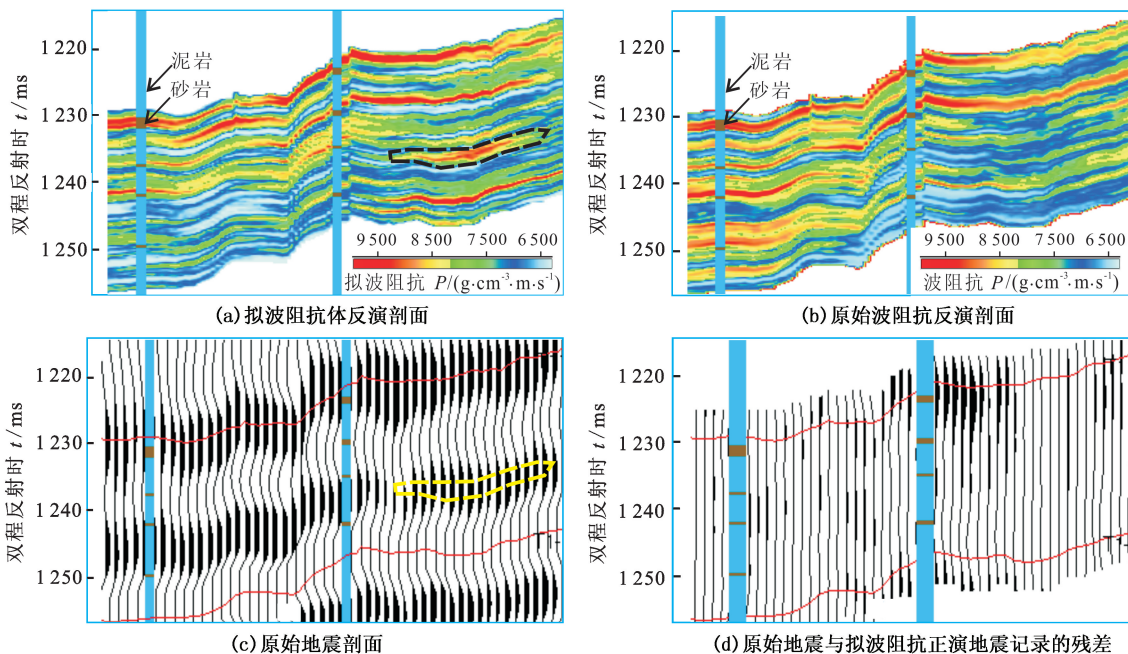 双程反射时 t/ms
1 220
1 230
1 240
1 250
泥岩
砂岩
9 500 8 500 7 500 6 500
拟波阻抗 P/(g·cm⁻³·m·s⁻¹)
(a)拟波阻抗体反演剖面
双程反射时 t/ms
1 220
1 230
1 240
1 250
泥岩
砂岩
9 500 8 500 7 500 6 500
波阻抗 P/(g·cm⁻³·m·s⁻¹)
(b)原始波阻抗反演剖面
双程反射时 t/ms
1 220
1 230
1 240
1 250
(c)原始地震剖面
双程反射时 t/ms
1 220
1 230
1 240
1 250
(d)原始地震与拟波阻抗正演地震记录的残差